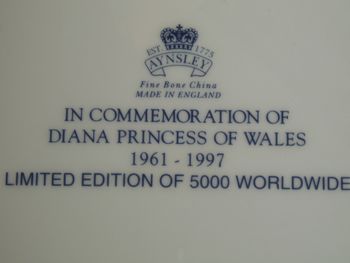 EST. 1775
AYNSLEY
Fine Bone China
MADE IN ENGLAND
IN COMMEMORATION OF
DIANA PRINCESS OF WALES
1961 - 1997
LIMITED EDITION OF 5000 WORLDWIDE